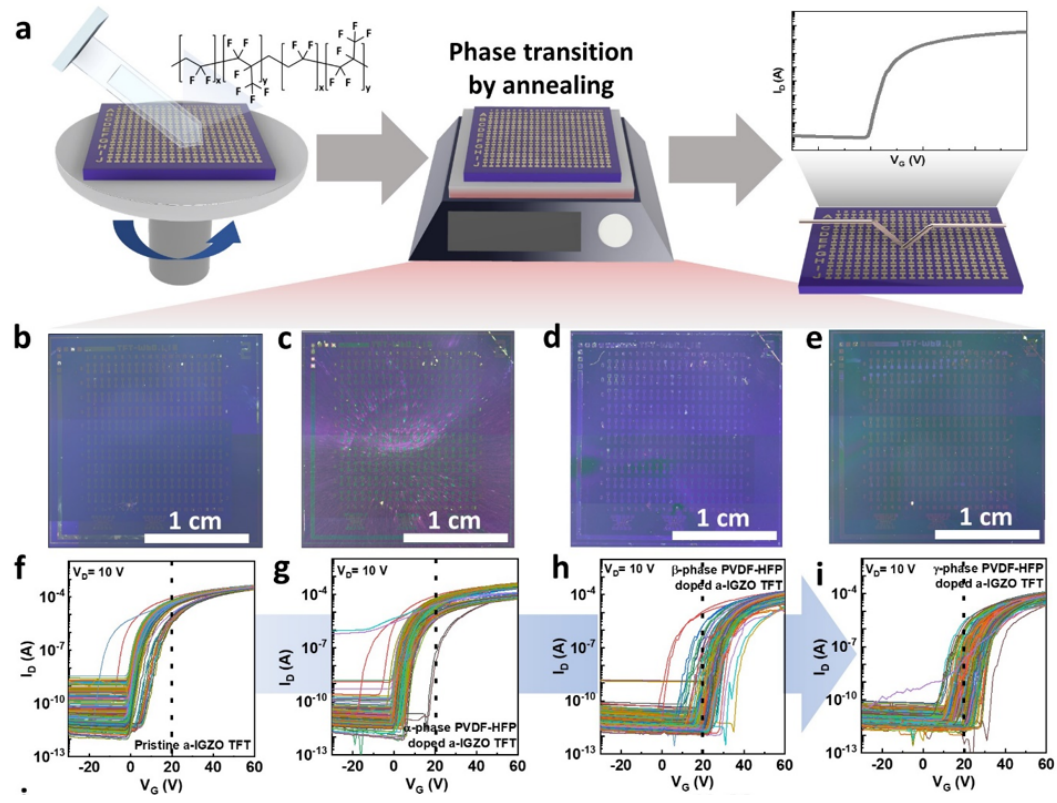 a
F F F F F F F F F F F F
x y x y
Phase transition
by annealing
I_D (A)
V_G (V)
A
B
C
D
E
F
G
H
I
J
b c d e
1 cm 1 cm 1 cm 1 cm
f
V_D= 10 V
10^-4
10^-7
10^-10
10^-13
I_D (A)
Pristine a-IGZO TFT
-20 0 20 40 60
V_G (V)
g
V_D= 10 V
10^-4
10^-7
10^-10
10^-13
I_D (A)
α-phase PVDF-HFP
doped a-IGZO TFT
-20 0 20 40 60
V_G (V)
h
V_D= 10 V
β-phase PVDF-HFP
doped a-IGZO TFT
10^-4
10^-7
10^-10
10^-13
I_D (A)
-20 0 20 40 60
V_G (V)
i
V_D= 10 V
γ-phase PVDF-HFP
doped a-IGZO TFT
10^-4
10^-7
10^-10
10^-13
I_D (A)
-20 0 20 40 60
V_G (V)